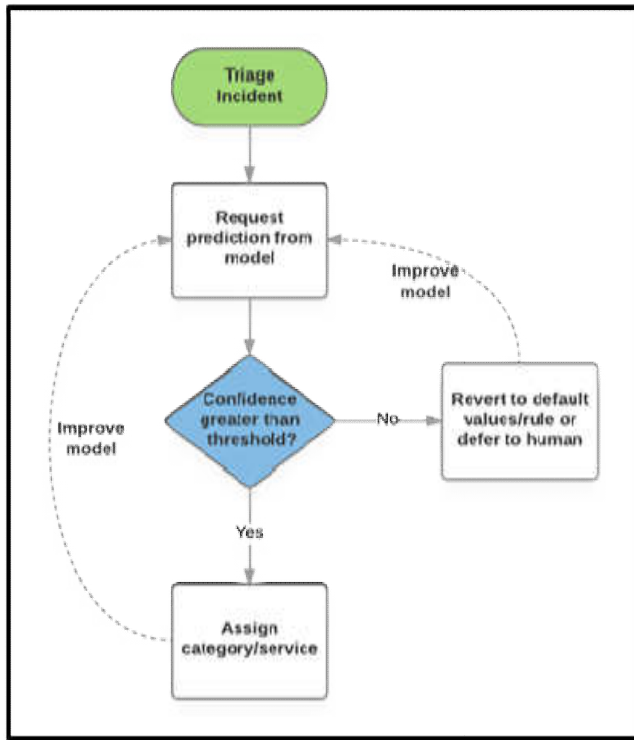 Triage
Incident
Request
prediction from
model
Improve
model
Confidence
greater than
threshold?
No
Revert to default
values/rule or
defer to human
Improve
model
Yes
Assign
category/service